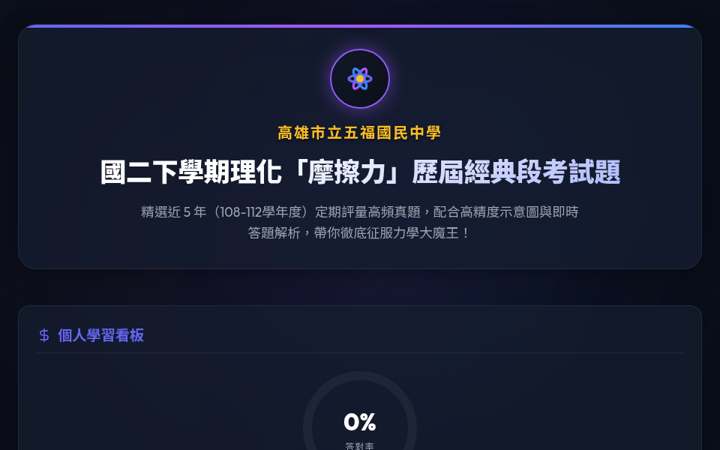 高雄市立五福國民中學
國二下學期理化「摩擦力」歷屆經典段考試題
精選近 5 年（108-112學年度）定期評量高頻真題，配合高精度示意圖與即時
答題解析，帶你徹底征服力學大魔王！
$ 個人學習看板
0%
答對率